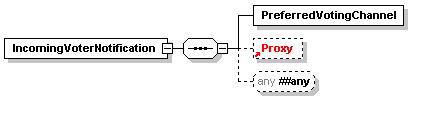 PreferredVotingChannel
IncomingVoterNotification
Proxy
any ##any